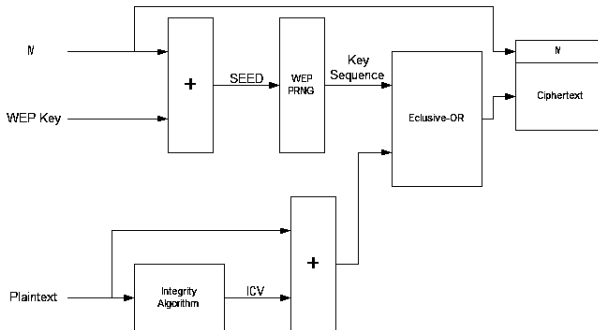 IV
IV
WEP Key
+
SEED
WEP
PRNG
Key
Sequence
Eclusive-OR
Ciphertext
Plaintext
Integrity
Algorithm
ICV
+